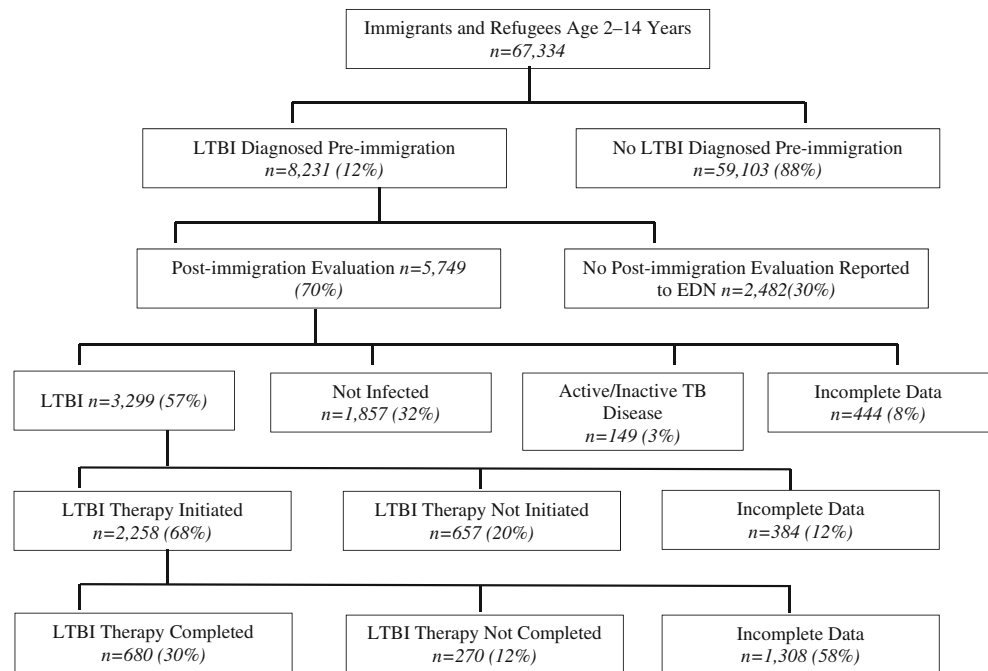 Immigrants and Refugees Age 2–14 Years
n=67,334
LTBI Diagnosed Pre-immigration
n=8,231 (12%)
No LTBI Diagnosed Pre-immigration
n=59,103 (88%)
Post-immigration Evaluation n=5,749
(70%)
No Post-immigration Evaluation Reported
to EDN n=2,482(30%)
LTBI n=3,299 (57%)
Not Infected
n=1,857 (32%)
Active/Inactive TB
Disease
n=149 (3%)
Incomplete Data
n=444 (8%)
LTBI Therapy Initiated
n=2,258 (68%)
LTBI Therapy Not Initiated
n=657 (20%)
Incomplete Data
n=384 (12%)
LTBI Therapy Completed
n=680 (30%)
LTBI Therapy Not Completed
n=270 (12%)
Incomplete Data
n=1,308 (58%)